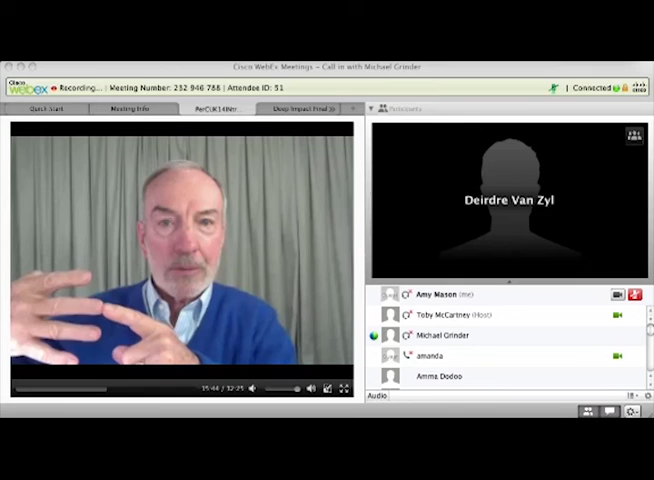 Cisco WebEx Meetings - Call in with Michael Grinder
Cisco
webex Recording... | Meeting Number: 232 946 788 | Attendee ID: 51 | Connected
Quick Start Meeting Info PerCUK14INtr... Deep Impact Final
Participants
Deirdre Van Zyl
Amy Mason (me)
Toby McCartney (Host)
Michael Grinder
amanda
Amma Dodoo
15:44 / 32:25
Audio